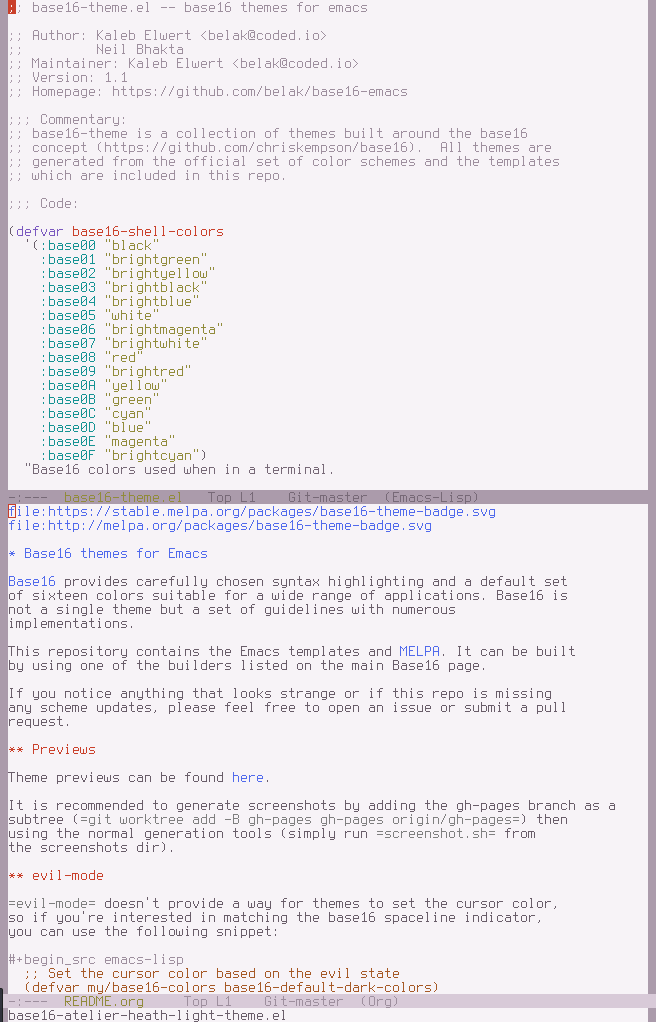 ;; base16-theme.el -- base16 themes for emacs
;; Author: Kaleb Elwert <belak@coded.io>
;;         Neil Bhakta
;; Maintainer: Kaleb Elwert <belak@coded.io>
;; Version: 1.1
;; Homepage: https://github.com/belak/base16-emacs
;;; Commentary:
;; base16-theme is a collection of themes built around the base16
;; concept (https://github.com/chriskempson/base16).  All themes are
;; generated from the official set of color schemes and the templates
;; which are included in this repo.
;;; Code:
(defvar base16-shell-colors
  '(:base00 "black"
    :base01 "brightgreen"
    :base02 "brightyellow"
    :base03 "brightblack"
    :base04 "brightblue"
    :base05 "white"
    :base06 "brightmagenta"
    :base07 "brightwhite"
    :base08 "red"
    :base09 "brightred"
    :base0A "yellow"
    :base0B "green"
    :base0C "cyan"
    :base0D "blue"
    :base0E "magenta"
    :base0F "brightcyan")
  "Base16 colors used when in a terminal.
-:---  base16-theme.el   Top L1    Git-master  (Emacs-Lisp)
file:https://stable.melpa.org/packages/base16-theme-badge.svg
file:http://melpa.org/packages/base16-theme-badge.svg
* Base16 themes for Emacs
Base16 provides carefully chosen syntax highlighting and a default set
of sixteen colors suitable for a wide range of applications. Base16 is
not a single theme but a set of guidelines with numerous
implementations.
This repository contains the Emacs templates and MELPA. It can be built
by using one of the builders listed on the main Base16 page.
If you notice anything that looks strange or if this repo is missing
any scheme updates, please feel free to open an issue or submit a pull
request.
** Previews
Theme previews can be found here.
It is recommended to generate screenshots by adding the gh-pages branch as a
subtree (=git worktree add -B gh-pages gh-pages origin/gh-pages=) then
using the normal generation tools (simply run =screenshot.sh= from
the screenshots dir).
** evil-mode
=evil-mode= doesn't provide a way for themes to set the cursor color,
so if you're interested in matching the base16 spaceline indicator,
you can use the following snippet:
#+begin_src emacs-lisp
  ;; Set the cursor color based on the evil state
  (defvar my/base16-colors base16-default-dark-colors)
-:---  README.org     Top L1    Git-master  (Org)
base16-atelier-heath-light-theme.el